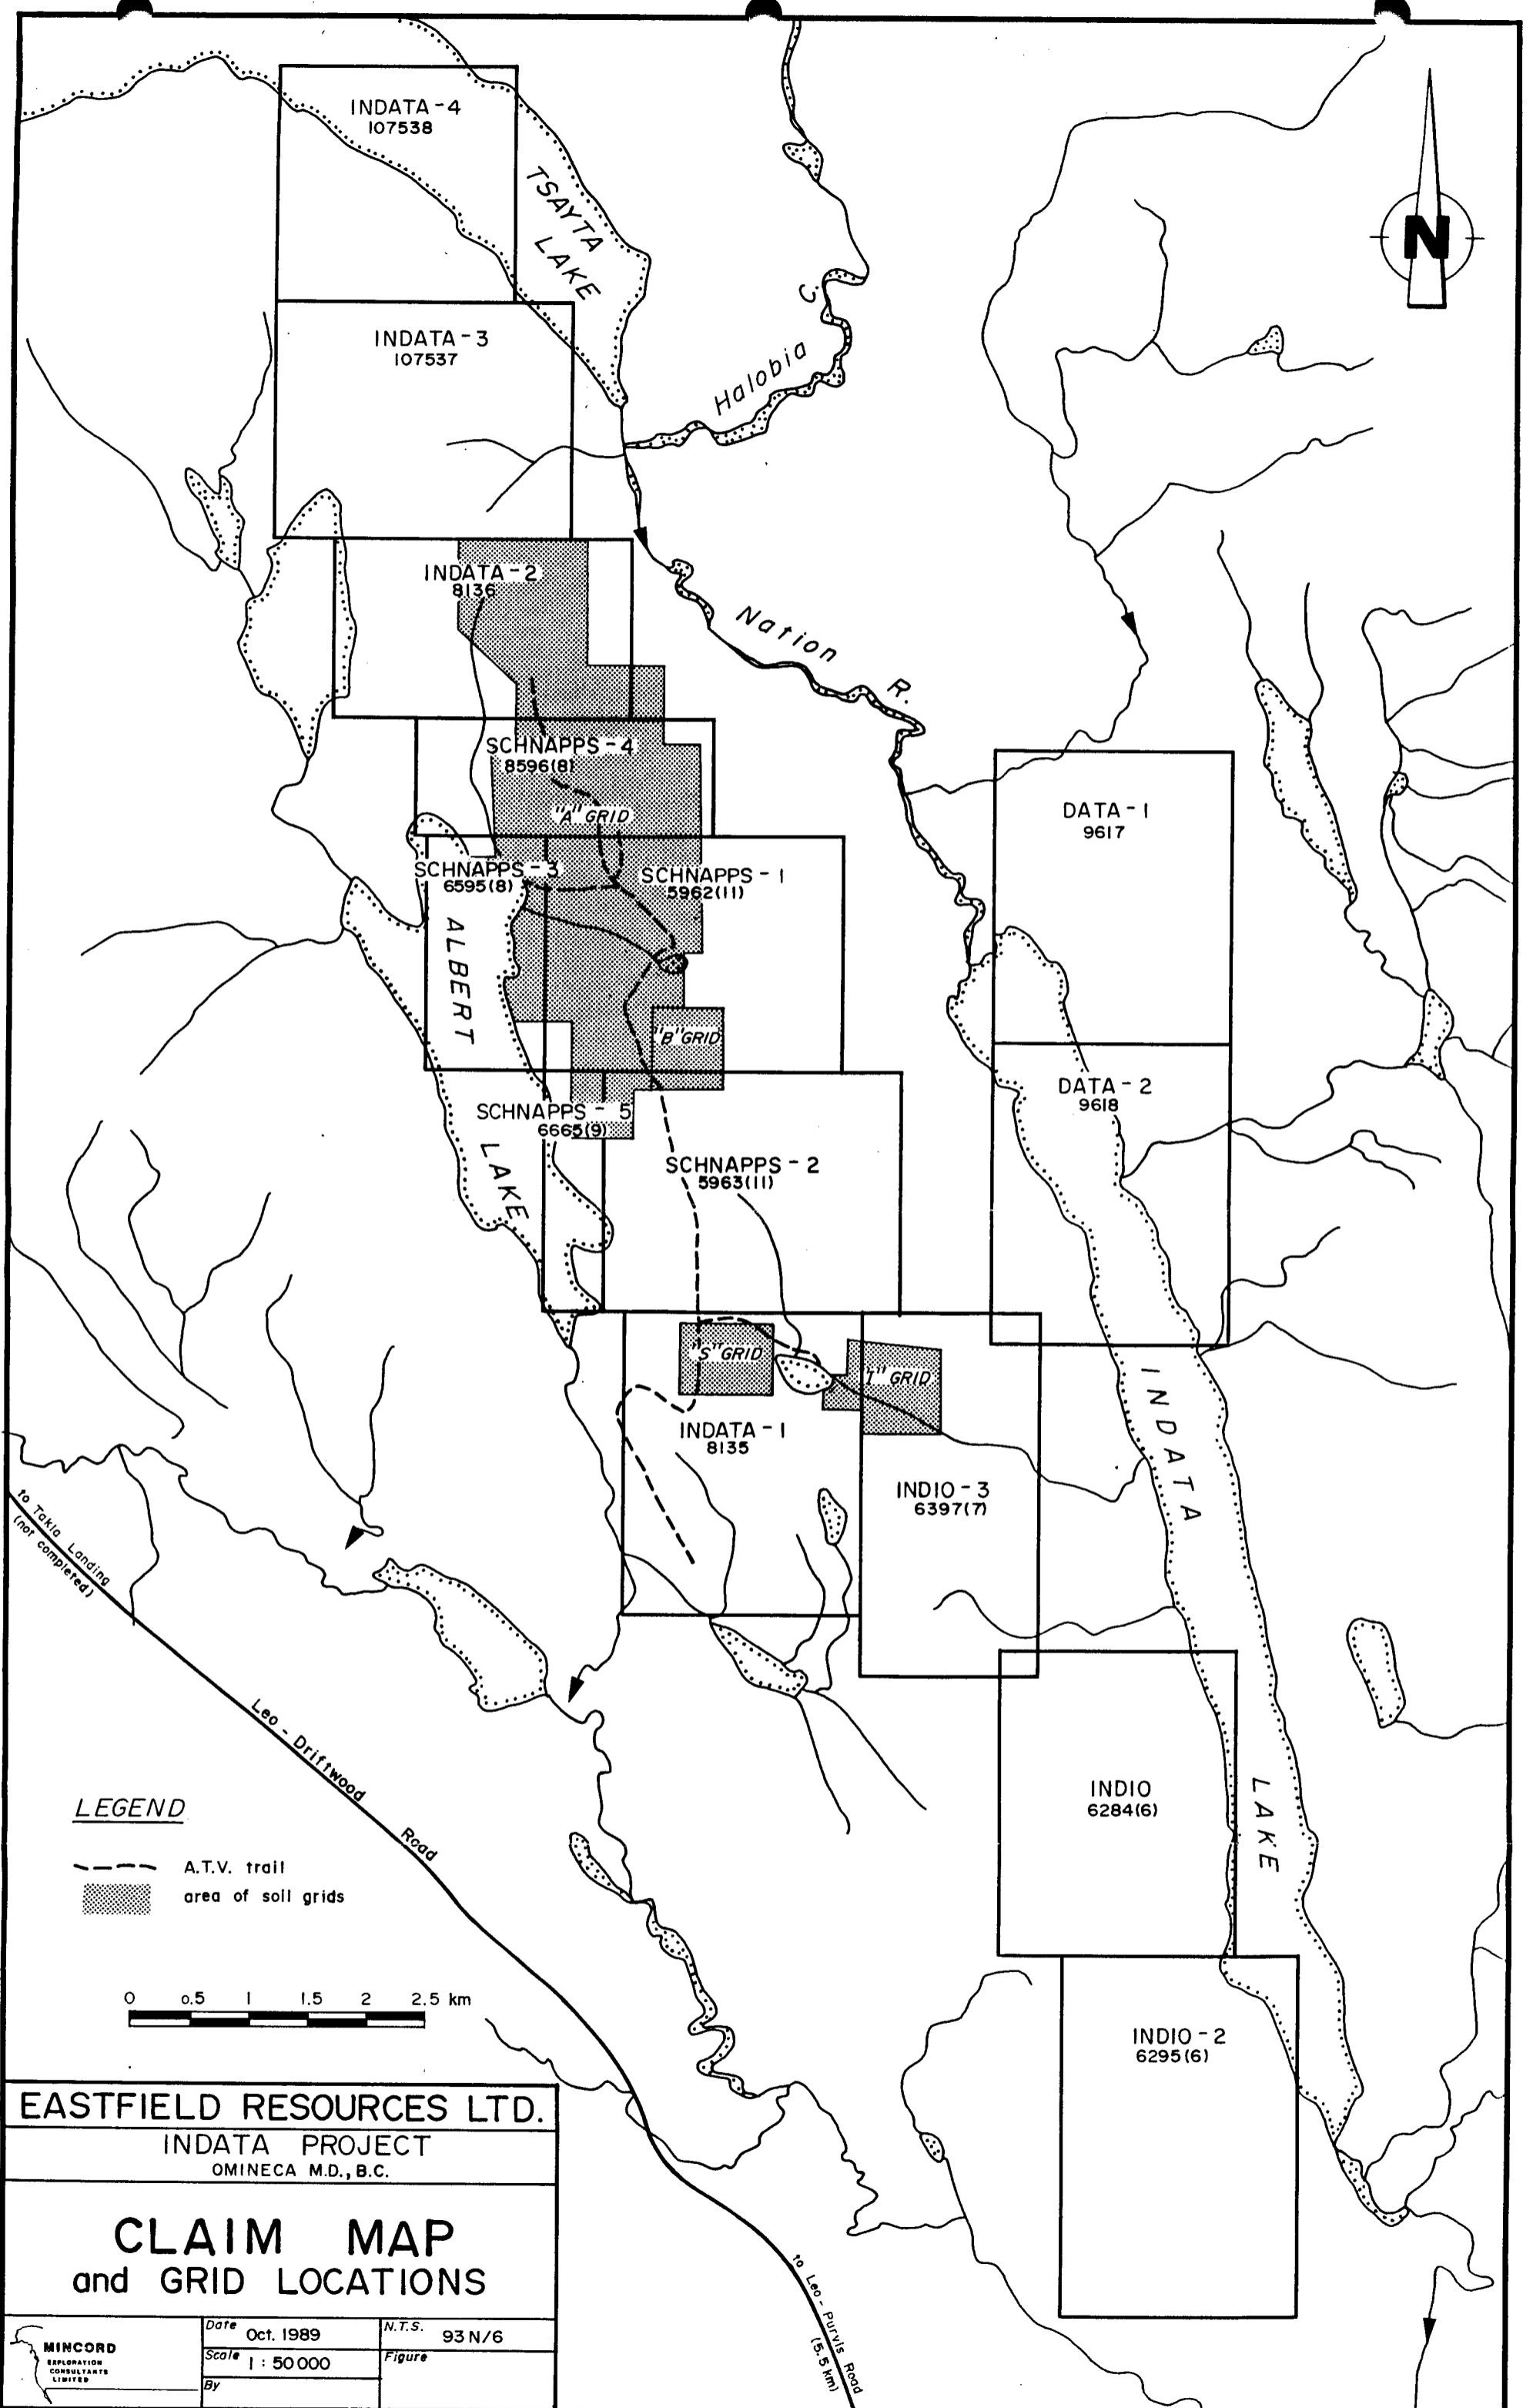 INDATA-4
107538
TSAYTA
LAKE
N
INDATA-3
107537
Halobia
INDATA-2
8136
Nation R.
SCHNAPPS-4
8596(8)
"A" GRID
DATA-1
9617
SCHNAPPS-3
6595(8)
SCHNAPPS-1
5962(11)
ALBERT
LAKE
"B" GRID
DATA-2
9618
SCHNAPPS-5
6665(9)
SCHNAPPS-2
5963(11)
"S" GRID
"I" GRID
INDATA
LAKE
INDATA-1
8135
INDIO-3
6397(7)
to Takla Landing
(not completed)
Leo - Driftwood Road
INDIO
6284(6)
LEGEND
A.T.V. trail
area of soil grids
0 0.5 1 1.5 2 2.5 km
INDIO-2
6295(6)
to Leo - Purvis Road
(5.5 km)
EASTFIELD RESOURCES LTD.
INDATA PROJECT
OMINECA M.D., B.C.
CLAIM MAP
and GRID LOCATIONS
MINCORD
EXPLORATION
CONSULTANTS
LIMITED
Date Oct. 1989
N.T.S. 93 N/6
Scale 1 : 50 000
Figure
By